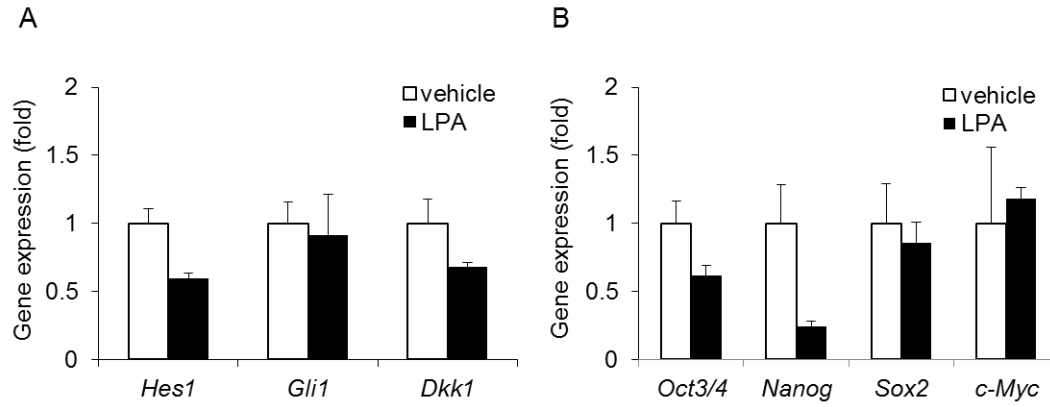 A
Gene expression (fold)
2
1.5
1
0.5
0
vehicle
LPA
Hes1 Gli1 Dkk1
B
Gene expression (fold)
2
1.5
1
0.5
0
vehicle
LPA
Oct3/4 Nanog Sox2 c-Myc